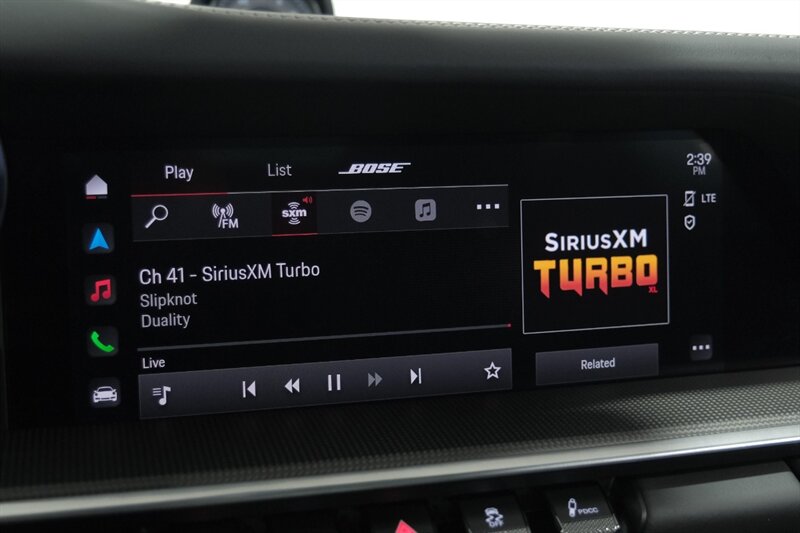 Play List BOSE
2:39
PM
FM
sxm
LTE
Ch 41 - SiriusXM Turbo
Slipknot
Duality
SIRIUSXM
TURBO
XL
Live
Related
OFF
PDCC